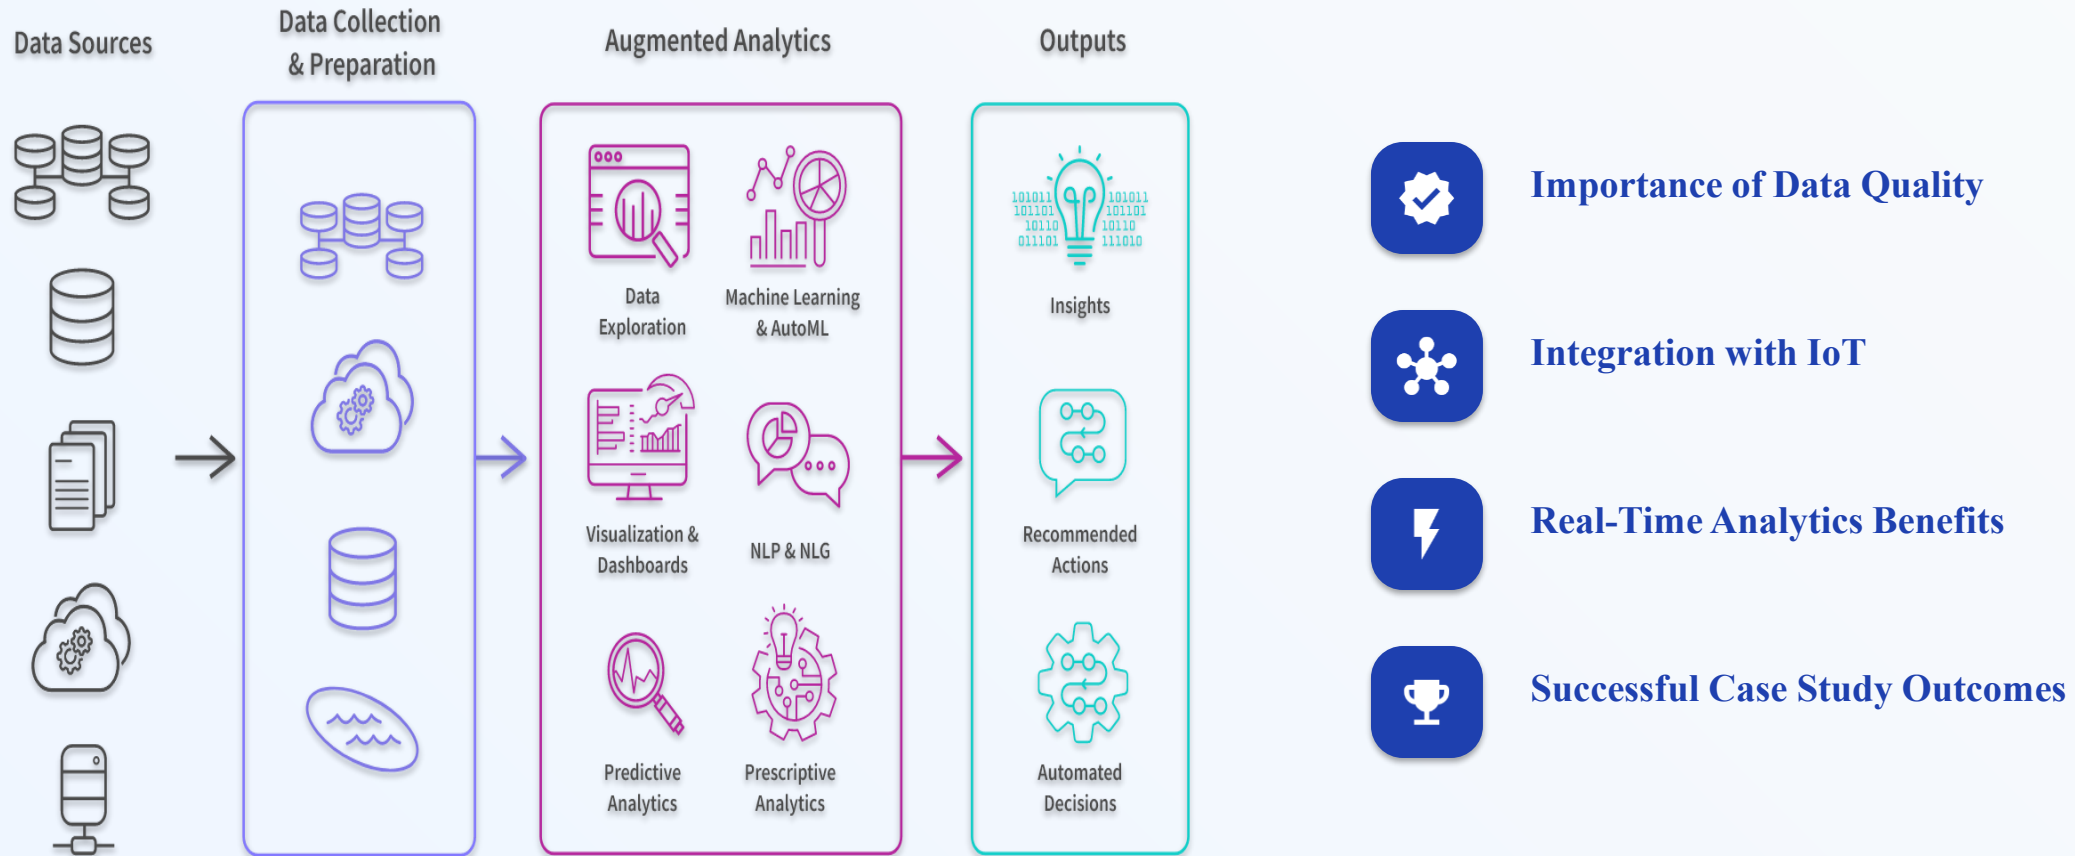 Data Sources
Data Collection
& Preparation
Augmented Analytics
Outputs
Data
Exploration
Machine Learning
& AutoML
Visualization &
Dashboards
NLP & NLG
Predictive
Analytics
Prescriptive
Analytics
101011
101101
10110
011101
101011
101101
10110
111010
Insights
Recommended
Actions
Automated
Decisions
Importance of Data Quality
Integration with IoT
Real-Time Analytics Benefits
Successful Case Study Outcomes